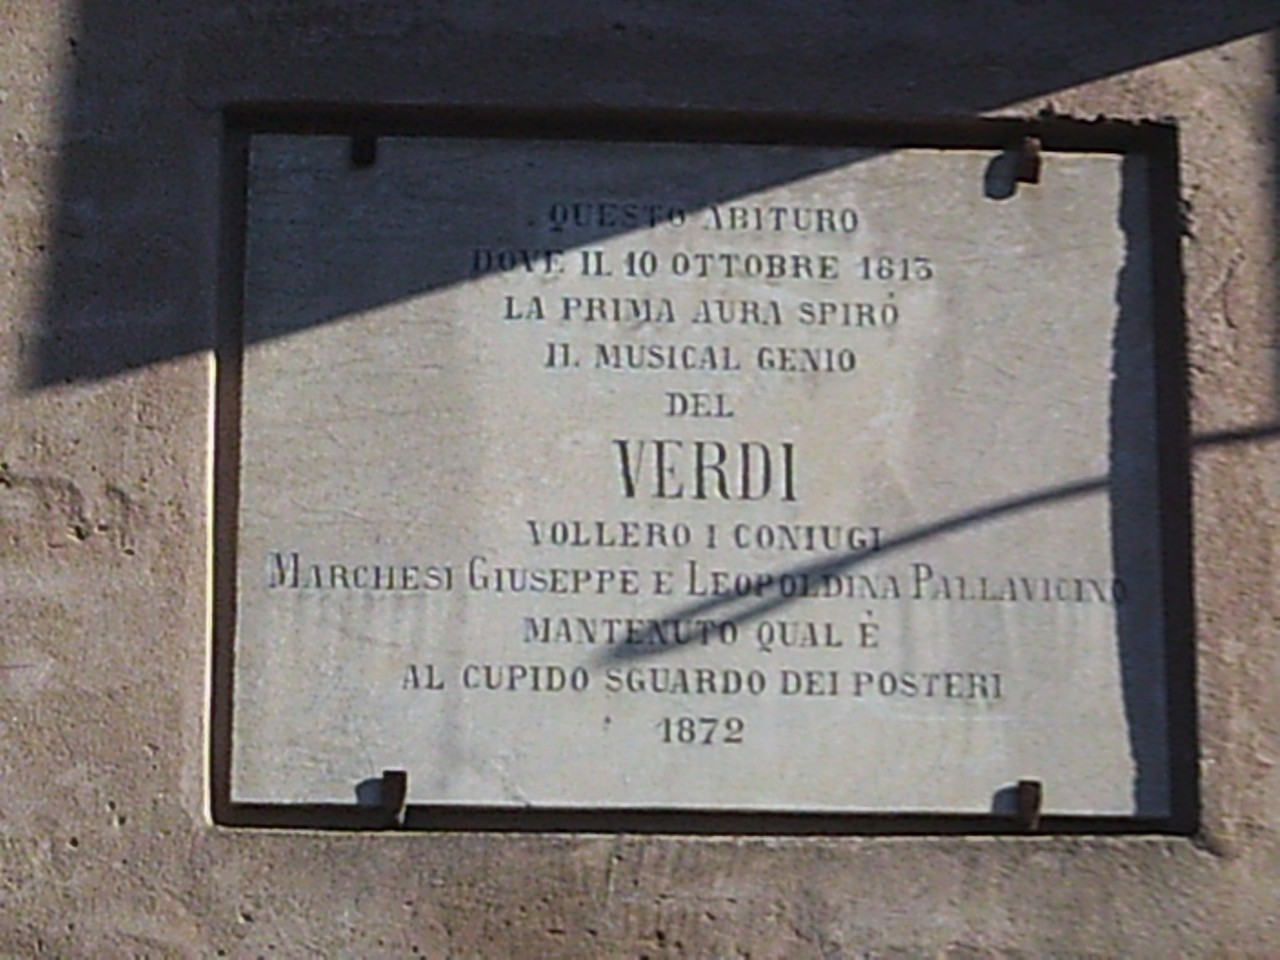 QUESTO ABITURO
DOVE IL 10 OTTOBRE 1813
LA PRIMA AURA SPIRÓ
IL MUSICAL GENIO
DEL
VERDI
VOLLERO I CONIUGI
MARCHESI GIUSEPPE E LEOPOLDINA PALLAVICINO
MANTENUTO QUAL È
AL CUPIDO SGUARDO DEI POSTERI
1872